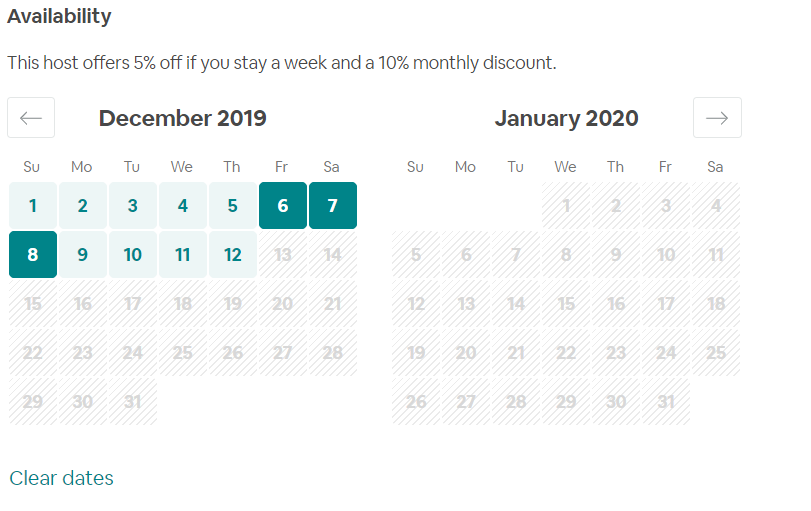 Availability
This host offers 5% off if you stay a week and a 10% monthly discount.
December 2019 January 2020
Su Mo Tu We Th Fr Sa Su Mo Tu We Th Fr Sa
1 2 3 4 5 6 7 1 2 3 4
8 9 10 11 12 13 14 5 6 7 8 9 10 11
15 16 17 18 19 20 21 12 13 14 15 16 17 18
22 23 24 25 26 27 28 19 20 21 22 23 24 25
29 30 31 26 27 28 29 30 31
Clear dates